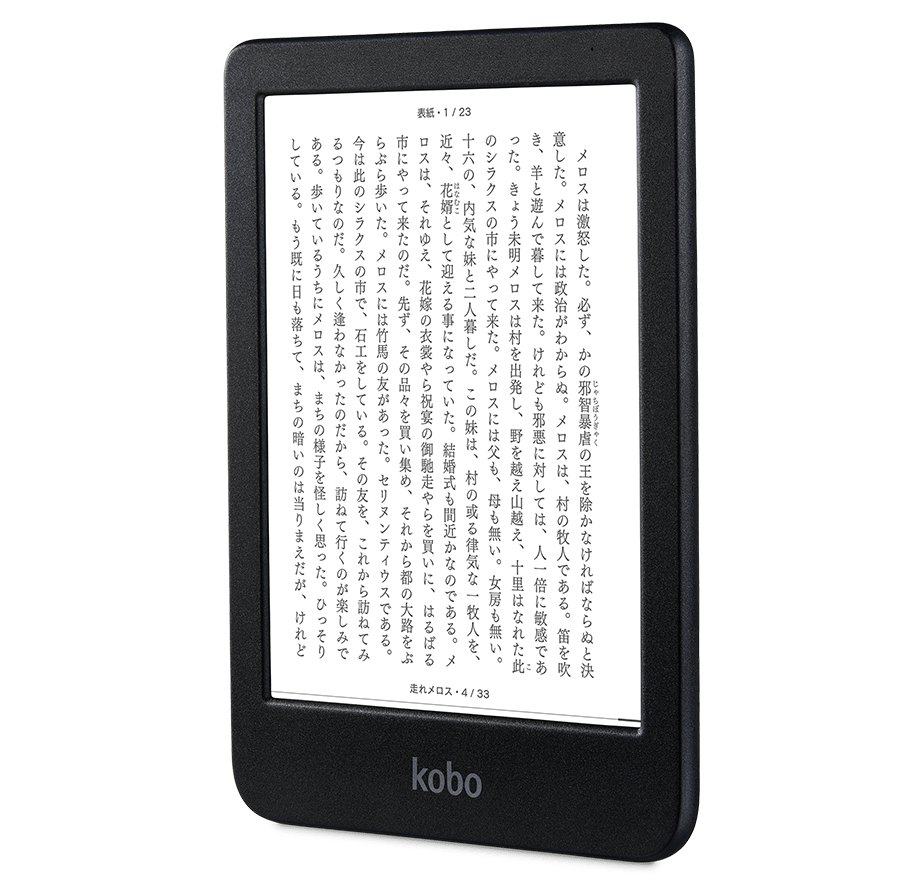 表紙・1 / 23
メロスは激怒した。必ず、かの邪智暴虐の王を除かなければならぬと決
じゃちぼうぎゃく
意した。メロスには政治がわからぬ。メロスは、村の牧人である。笛を吹
き、羊と遊んで暮して来た。けれども邪悪に対しては、人一倍に敏感であ
った。きょう未明メロスは村を出発し、野を越え山越え、十里はなれた此
こ
のシラクスの市にやって来た。メロスには父も、母も無い。女房も無い。
十六の、内気な妹と二人暮しだ。この妹は、村の或る律気な一牧人を、
近々、花婿として迎える事になっていた。結婚式も間近かなのである。メ
はなむこ
ロスは、それゆえ、花嫁の衣裳やら祝宴の御馳走やらを買いに、はるばる
市にやって来たのだ。先ず、その品々を買い集め、それから都の大路をぶ
らぶら歩いた。メロスには竹馬の友があった。セリヌンティウスである。
今は此のシラクスの市で、石工をしている。その友を、これから訪ねてみ
るつもりなのだ。久しく逢わなかったのだから、訪ねて行くのが楽しみで
ある。歩いているうちにメロスは、まちの様子を怪しく思った。ひっそり
している。もう既に日も落ちて、まちの暗いのは当りまえだが、けれど
走れメロス・4 / 33
kobo